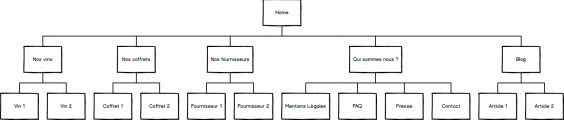 Home
Nos vins
Nos coffrets
Nos fournisseurs
Qui sommes nous ?
Blog
Vin 1
Vin 2
Coffret 1
Coffret 2
Fournisseur 1
Fournisseur 2
Mentions Légales
FAQ
Presse
Contact
Article 1
Article 2